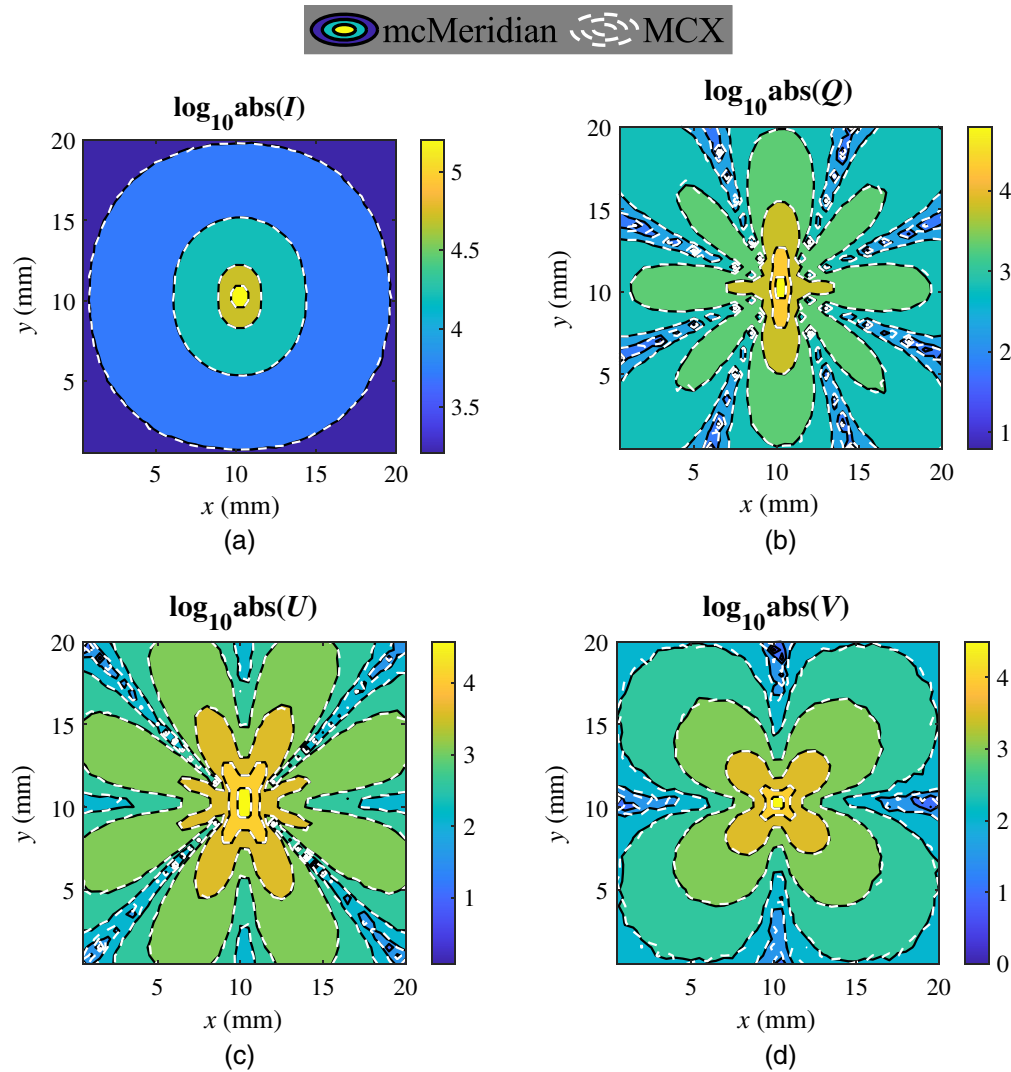 mcMeridian MCX
log10abs(I)
20
15
10
5
y (mm)
5 10 15 20
x (mm)
5
4.5
4
3.5
(a)
log10abs(Q)
20
15
10
5
y (mm)
5 10 15 20
x (mm)
4
3
2
1
(b)
log10abs(U)
20
15
10
5
y (mm)
5 10 15 20
x (mm)
4
3
2
1
(c)
log10abs(V)
20
15
10
5
y (mm)
5 10 15 20
x (mm)
4
3
2
1
0
(d)